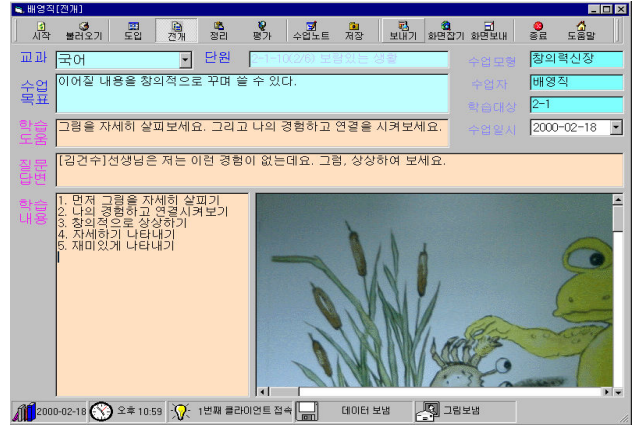 배영직[전개]
시작 불러오기 도입 전개 정리 평가 수업노트 저장 보내기 화면잡기 화면보내 종료 도움말
교과 국어 단원 2-1-10(2/6) 보람있는 생활 수업모형 창의력신장
수업목표 이어질 내용을 창의적으로 꾸며 쓸 수 있다. 수업자 배영직
학습대상 2-1
학습도움 그림을 자세히 살피보세요. 그리고 나의 경험하고 연결을 시켜보세요. 수업일시 2000-02-18
질문답변 [김건수]선생님은 저는 이런 경험이 없는데요. 그럼, 상상하여 보세요.
학습내용 1. 먼저 그림을 자세히 살피기
2. 나의 경험하고 연결시켜보기
3. 창의적으로 상상하기
4. 자세하기 나타내기
5. 재미있게 나타내기
2000-02-18 오후 10:59 1번째 클라이언트 접속 데이터 보냄 그림보냄